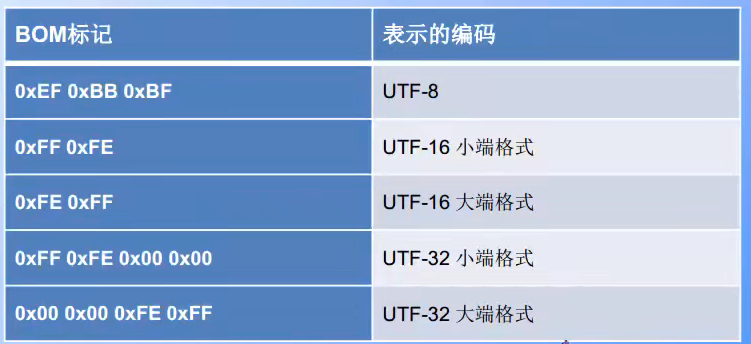 BOM标记 表示的编码
0xEF 0xBB 0xBF UTF-8
0xFF 0xFE UTF-16 小端格式
0xFE 0xFF UTF-16 大端格式
0xFF 0xFE 0x00 0x00 UTF-32 小端格式
0x00 0x00 0xFE 0xFF UTF-32 大端格式